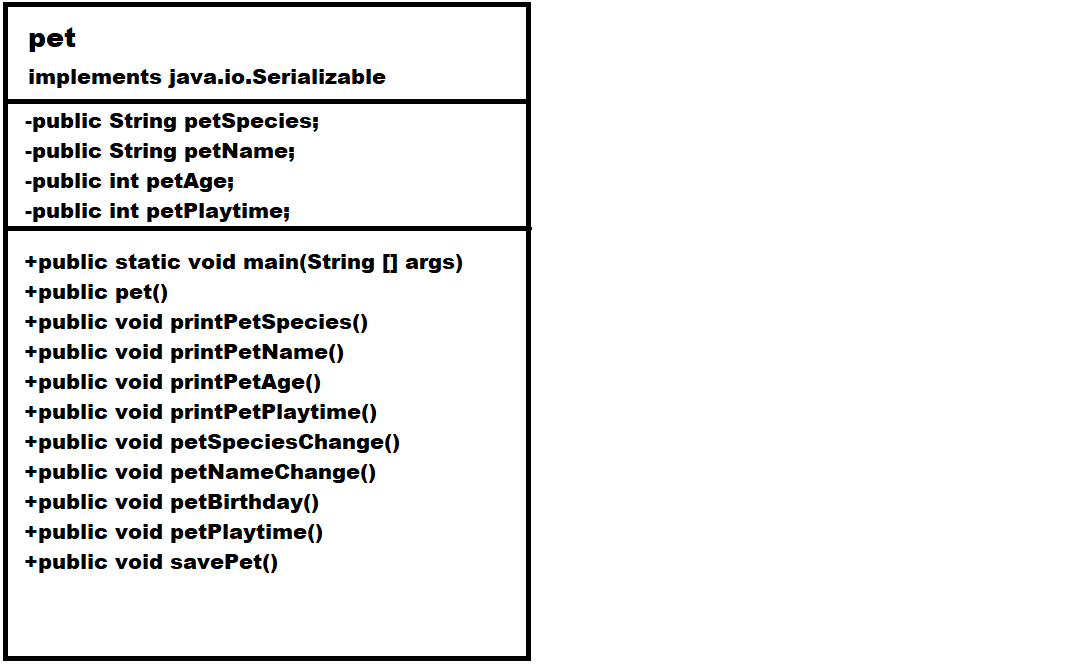 pet
implements java.io.Serializable
-public String petSpecies;
-public String petName;
-public int petAge;
-public int petPlaytime;
+public static void main(String [] args)
+public pet()
+public void printPetSpecies()
+public void printPetName()
+public void printPetAge()
+public void printPetPlaytime()
+public void petSpeciesChange()
+public void petNameChange()
+public void petBirthday()
+public void petPlaytime()
+public void savePet()